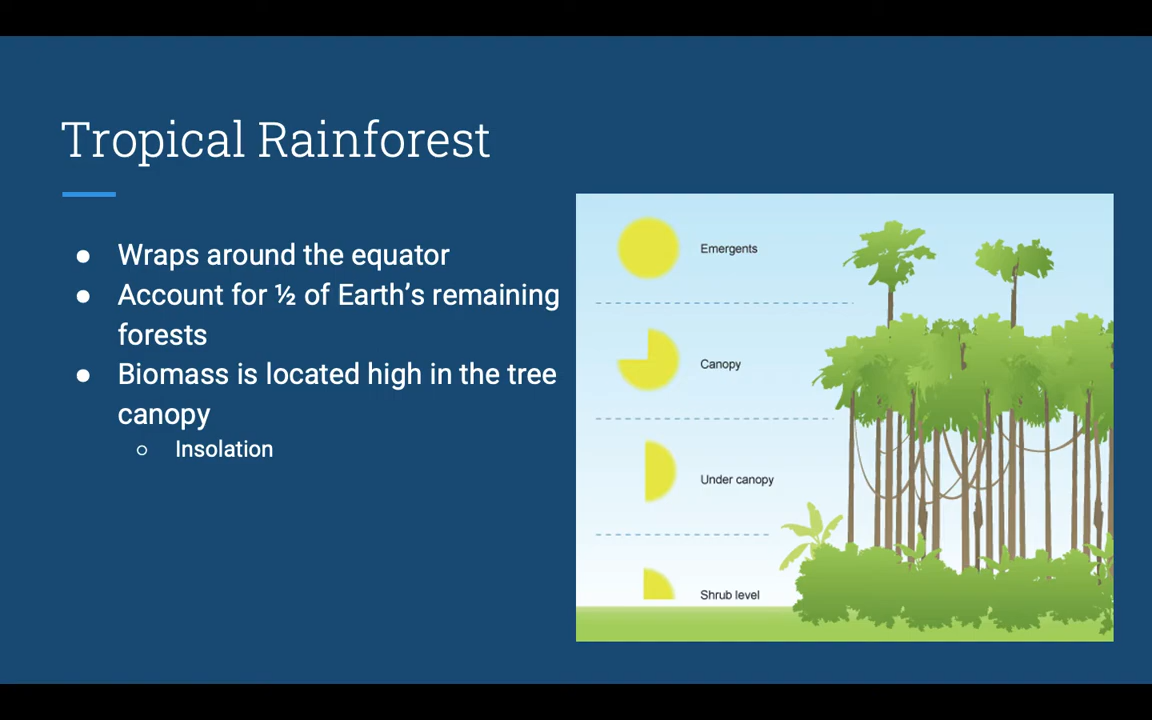 Tropical Rainforest
● Wraps around the equator
● Account for ½ of Earth’s remaining
forests
● Biomass is located high in the tree
canopy
○ Insolation
Emergents
Canopy
Under canopy
Shrub level